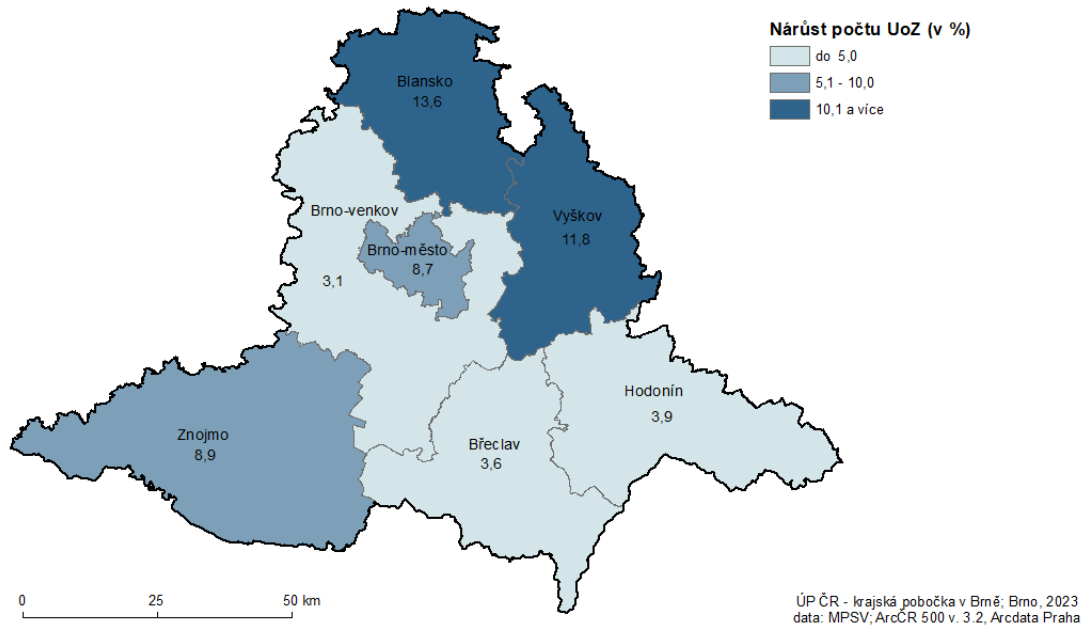 Nárůst počtu UoZ (v %)
do 5,0
5,1 - 10,0
10,1 a více
Blansko
13,6
Vyškov
11,8
Brno-venkov
3,1
Brno-město
8,7
Hodonín
3,9
Znojmo
8,9
Břeclav
3,6
0 25 50 km
ÚP ČR - krajská pobočka v Brně; Brno, 2023
data: MPSV; ArcČR 500 v. 3.2, Arcdata Praha